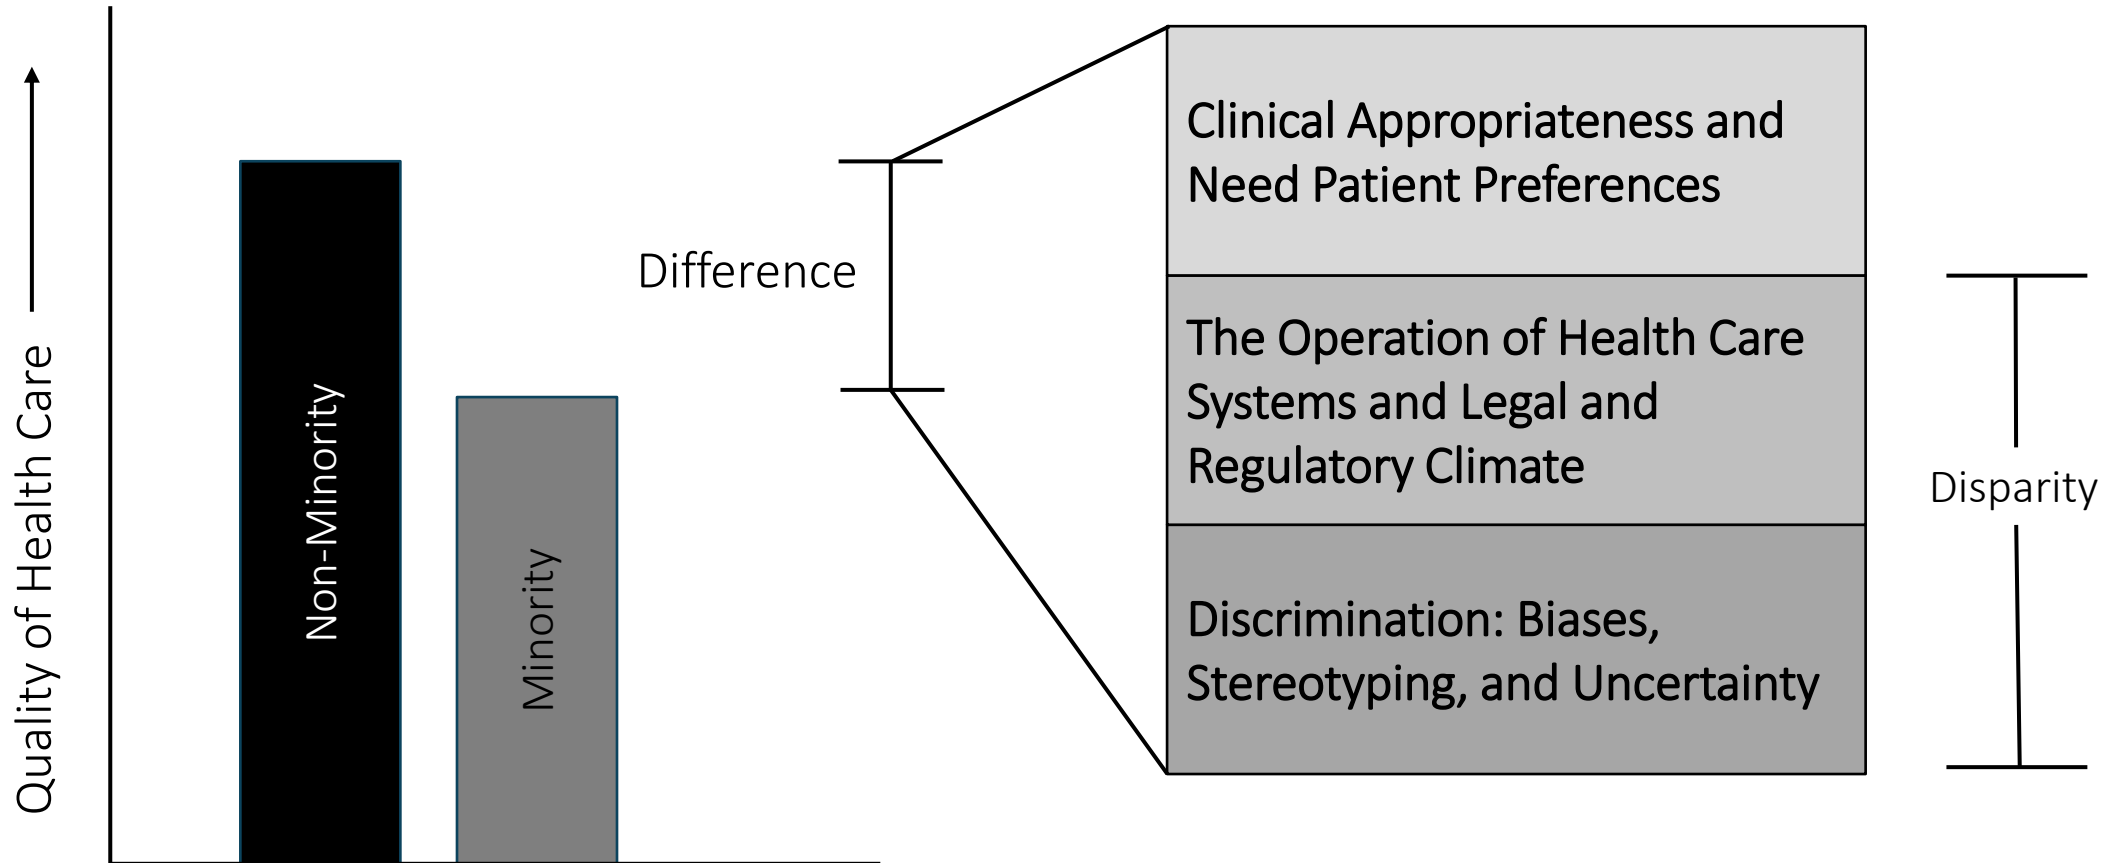 Quality of Health Care
Non-Minority
Minority
Difference
Clinical Appropriateness and
Need Patient Preferences
The Operation of Health Care
Systems and Legal and
Regulatory Climate
Discrimination: Biases,
Stereotyping, and Uncertainty
Disparity